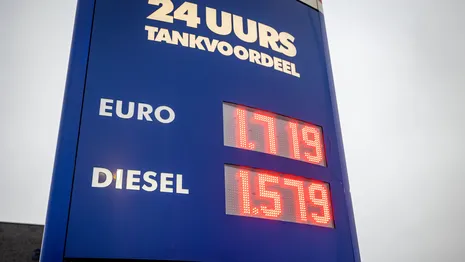 24 UURS
TANKVOORDEEL
EURO 1.719
DIESEL 1.579